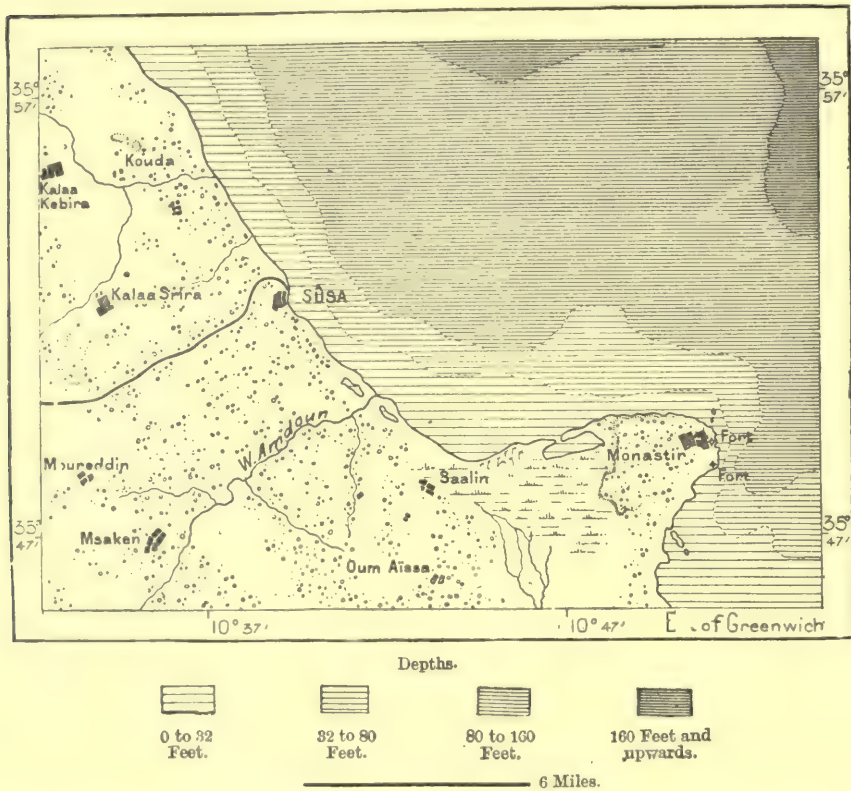 35°
57′
35°
57′
Kouda
Kalaa
Kebira
Kalaa Srira
SUSA
W. Amdoun
Moureddin
Saalin
Monastir
Fort
Fort
Msaken
35°
47′
35°
47′
Oum Aïssa
10°37′
10°47′
E. of Greenwich
Depths.
0 to 32
Feet.
32 to 80
Feet.
80 to 160
Feet.
160 Feet and
upwards.
6 Miles.